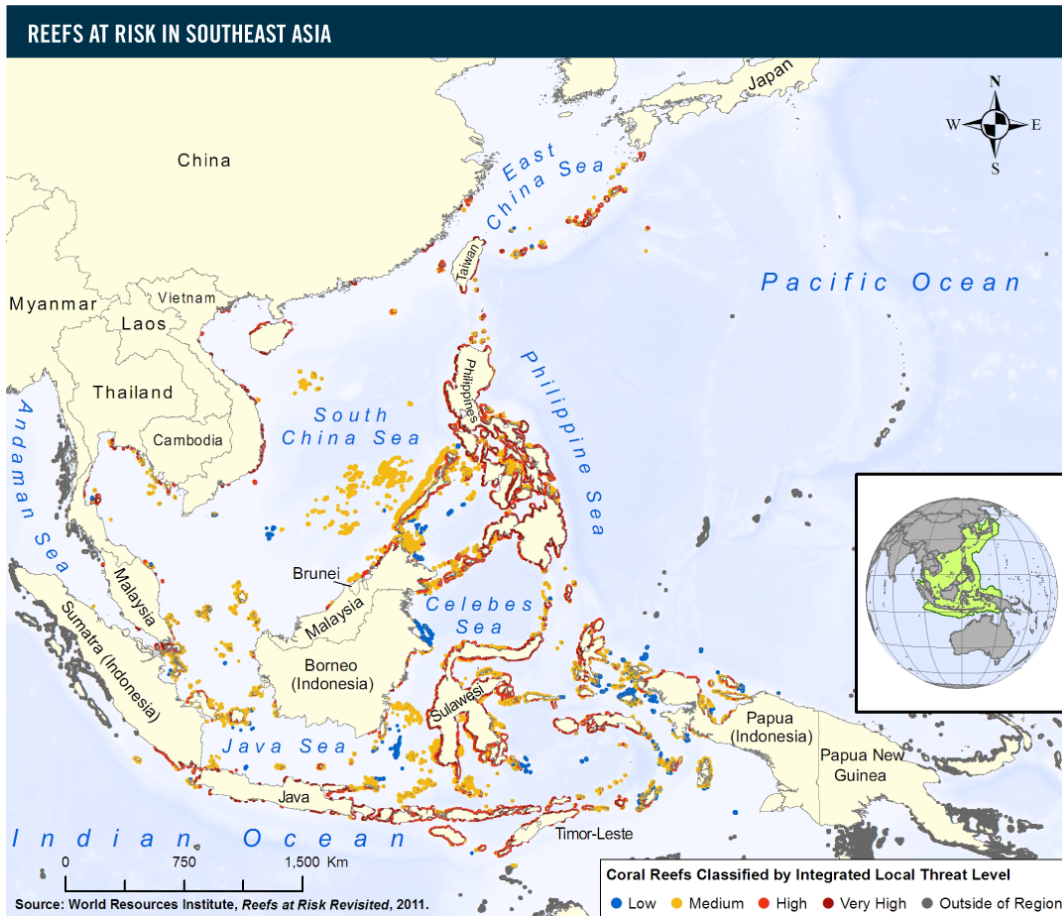 REEFS AT RISK IN SOUTHEAST ASIA
Japan
N
W E
S
China
East
China Sea
Taiwan
Pacific Ocean
Myanmar
Vietnam
Laos
Thailand
Philippines
Philippine Sea
South
China Sea
Cambodia
Andaman Sea
Brunei
Malaysia
Malaysia
Celebes
Sea
Sumatra (Indonesia)
Borneo
(Indonesia)
Sulawesi
Papua
(Indonesia)
Papua New
Guinea
Java Sea
Java
Timor-Leste
Indian Ocean
0 750 1,500 Km
Source: World Resources Institute, Reefs at Risk Revisited, 2011.
Coral Reefs Classified by Integrated Local Threat Level
Low Medium High Very High Outside of Region